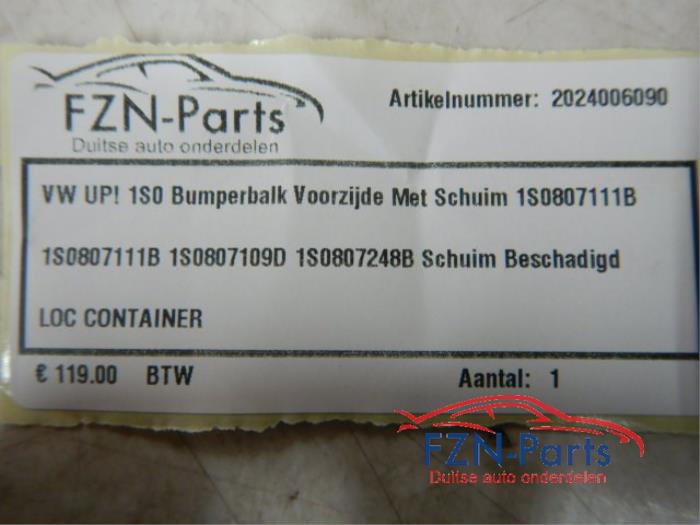 FZN-Parts
Duitse auto onderdelen
Artikelnummer: 2024006090
VW UP! 1S0 Bumperbalk Voorzijde Met Schuim 1S0807111B
1S0807111B 1S0807109D 1S0807248B Schuim Beschadigd
LOC CONTAINER
€ 119.00 BTW
Aantal: 1
FZN-Parts
Duitse auto onderdelen